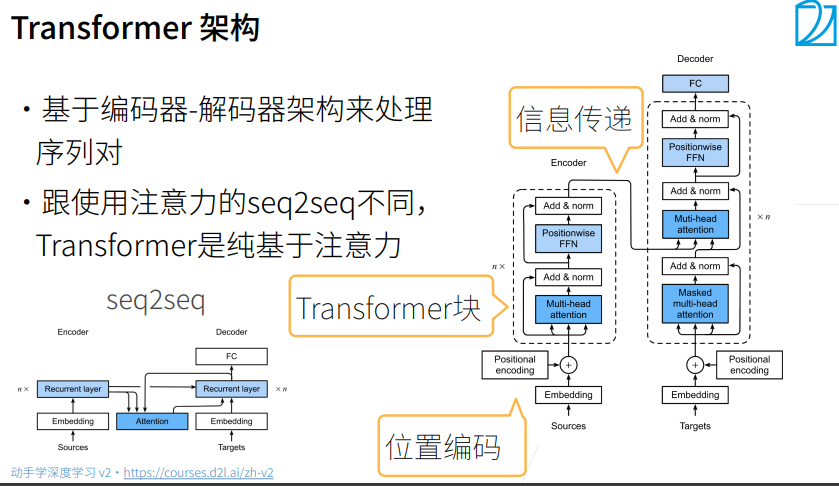 Transformer 架构
· 基于编码器-解码器架构来处理
序列对
· 跟使用注意力的seq2seq不同，
Transformer是纯基于注意力
seq2seq
Encoder
Decoder
FC
n×
Recurrent layer
Recurrent layer
× n
Embedding
Attention
Embedding
Sources
Targets
信息传递
Transformer块
位置编码
Encoder
Add & norm
Positionwise
FFN
n×
Add & norm
Multi-head
attention
Positional
encoding
+
Embedding
Sources
Decoder
FC
Add & norm
Positionwise
FFN
Add & norm
Muti-head
attention
× n
Add & norm
Masked
multi-head
attention
+
Positional
encoding
Embedding
Targets
动手学深度学习 v2 · https://courses.d2l.ai/zh-v2